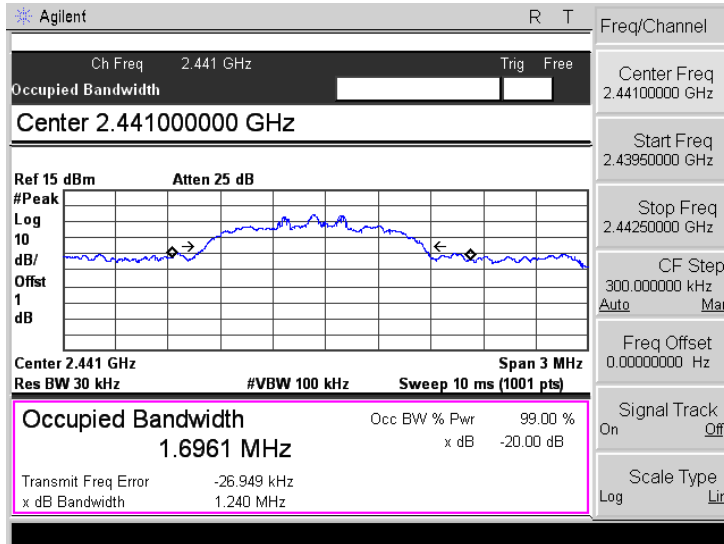 Agilent R T
Ch Freq 2.441 GHz Trig Free
Occupied Bandwidth
Center 2.441000000 GHz
Ref 15 dBm Atten 25 dB
#Peak
Log
10
dB/
Offst
1
dB
Center 2.441 GHz Span 3 MHz
Res BW 30 kHz #VBW 100 kHz Sweep 10 ms (1001 pts)
Occupied Bandwidth Occ BW % Pwr 99.00 %
1.6961 MHz x dB -20.00 dB
Transmit Freq Error -26.949 kHz
x dB Bandwidth 1.240 MHz
Freq/Channel
Center Freq
2.44100000 GHz
Start Freq
2.43950000 GHz
Stop Freq
2.44250000 GHz
CF Step
300.000000 kHz
Auto Mar
Freq Offset
0.00000000 Hz
Signal Track
On Off
Scale Type
Log Lin